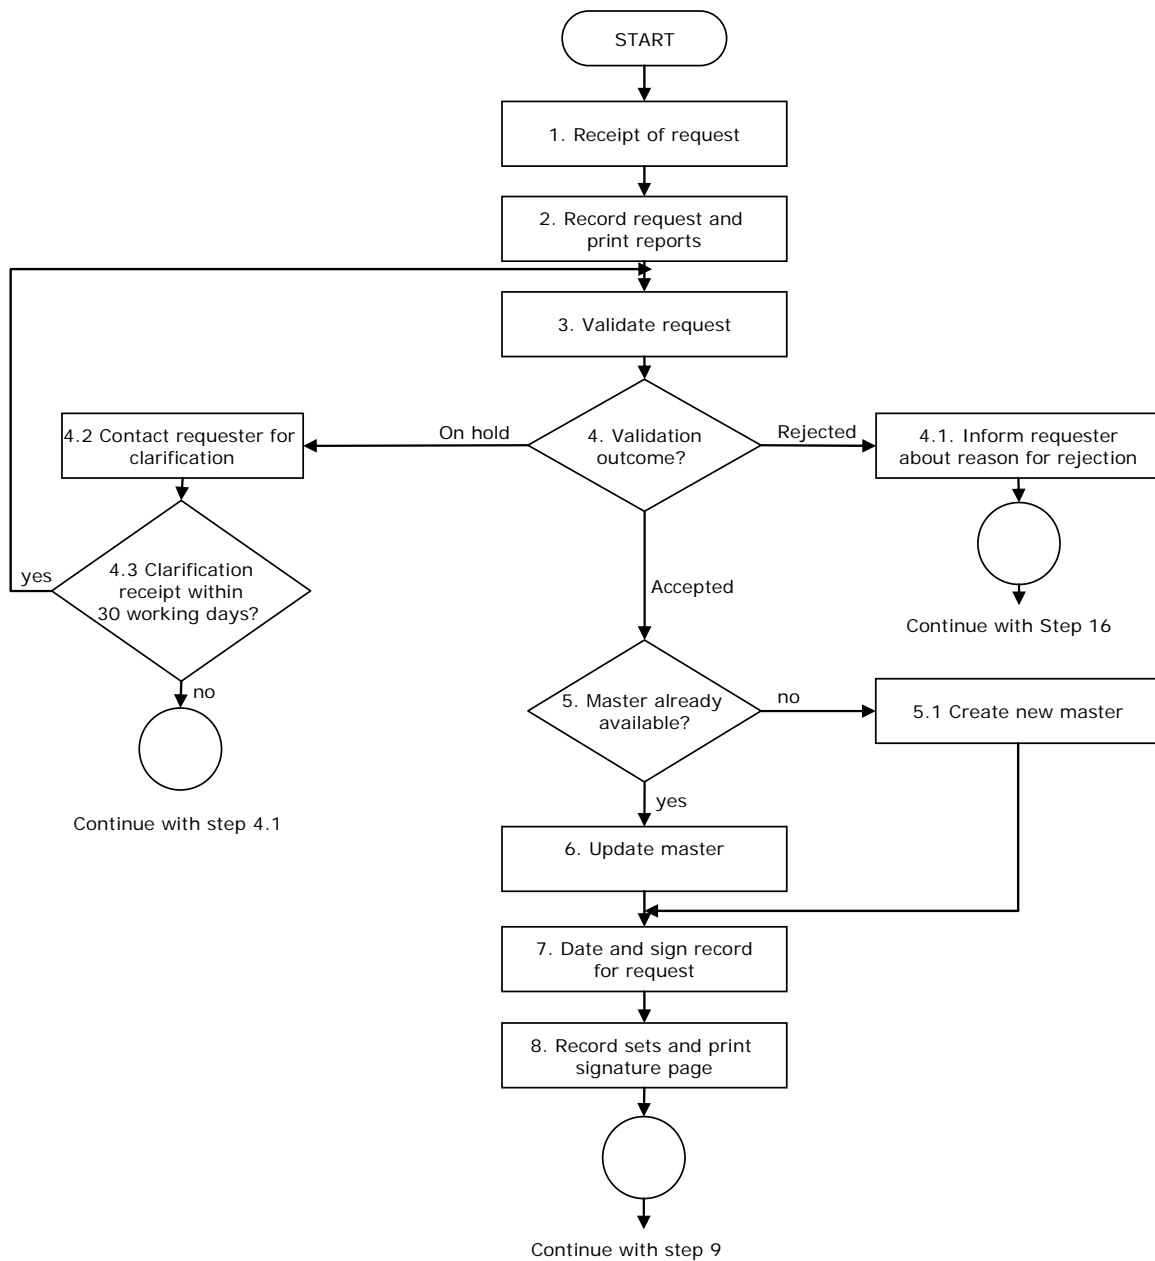 START
1. Receipt of request
2. Record request and
print reports
3. Validate request
4.2 Contact requester for
clarification
On hold
4. Validation
outcome?
Rejected
4.1. Inform requester
about reason for rejection
yes
4.3 Clarification
receipt within
30 working days?
Accepted
Continue with Step 16
no
5. Master already
available?
no
5.1 Create new master
Continue with step 4.1
yes
6. Update master
7. Date and sign record
for request
8. Record sets and print
signature page
Continue with step 9